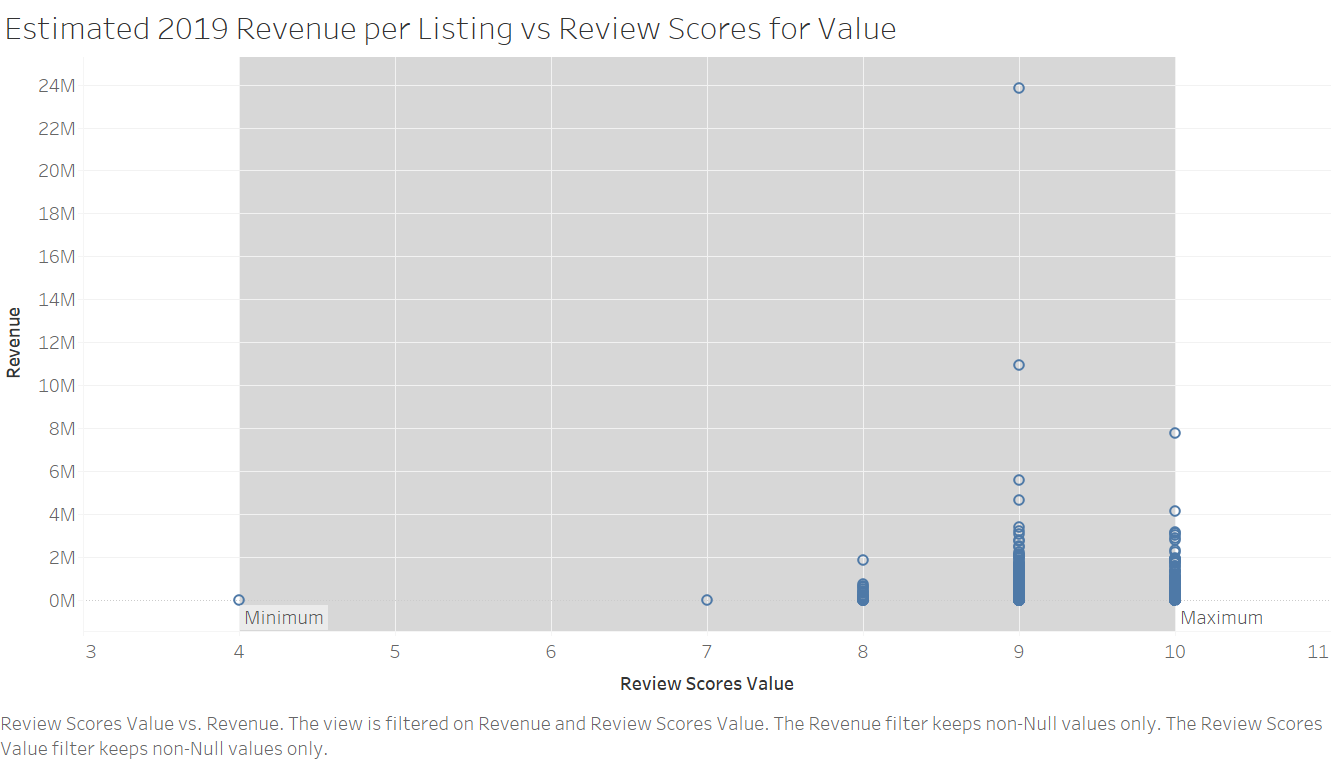 Estimated 2019 Revenue per Listing vs Review Scores for Value
24M
22M
20M
18M
16M
14M
12M
10M
8M
6M
4M
2M
0M
Revenue
Minimum
Maximum
3 4 5 6 7 8 9 10 11
Review Scores Value
Review Scores Value vs. Revenue. The view is filtered on Revenue and Review Scores Value. The Revenue filter keeps non-Null values only. The Review Scores
Value filter keeps non-Null values only.